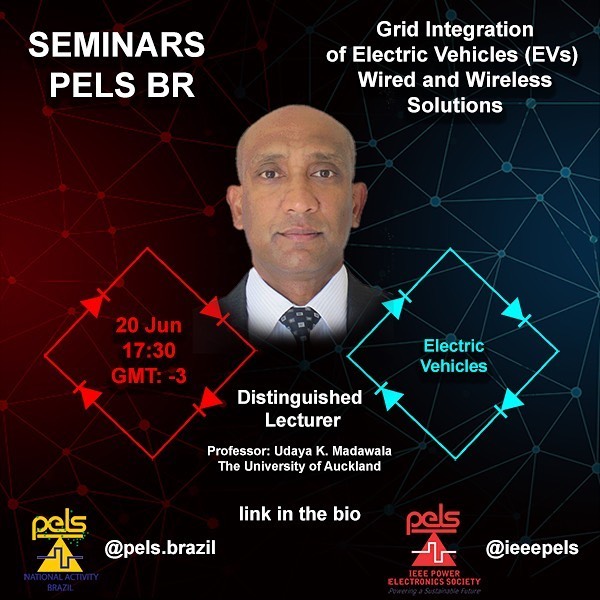 SEMINARS
PELS BR
Grid Integration
of Electric Vehicles (EVs)
Wired and Wireless
Solutions
20 Jun
17:30
GMT: -3
Electric
Vehicles
Distinguished
Lecturer
Professor: Udaya K. Madawala
The University of Auckland
link in the bio
pels
NATIONAL ACTIVITY
BRAZIL
@pels.brazil
pels
IEEE POWER
ELECTRONICS SOCIETY
Powering a Sustainable Future
@ieeepels